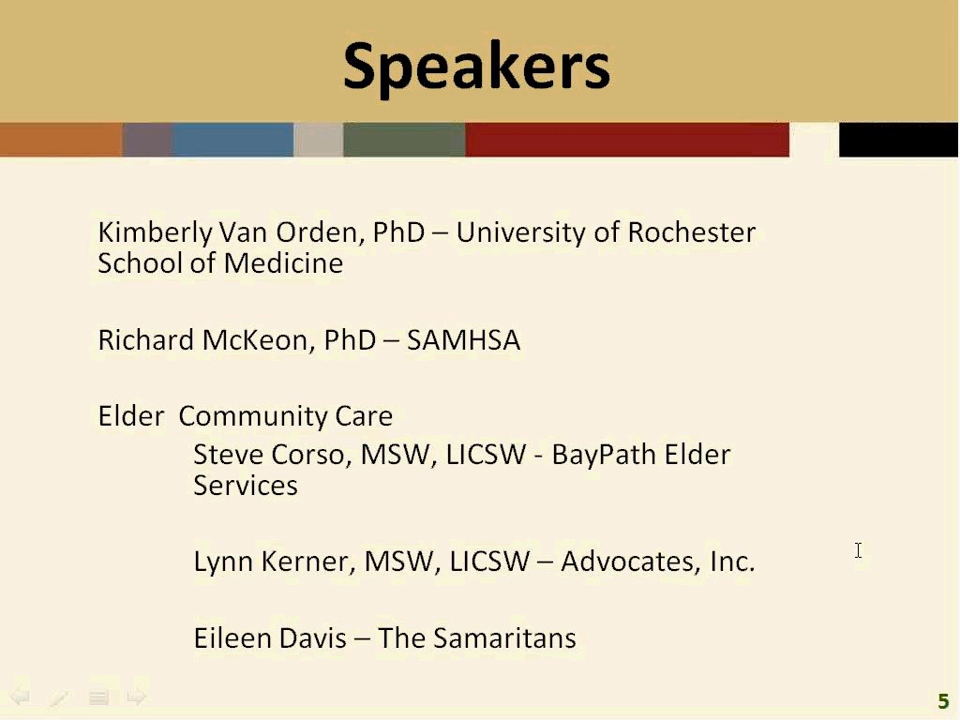 Speakers
Kimberly Van Orden, PhD – University of Rochester
School of Medicine
Richard McKeon, PhD – SAMHSA
Elder  Community Care
Steve Corso, MSW, LICSW - BayPath Elder
Services
Lynn Kerner, MSW, LICSW – Advocates, Inc.
Eileen Davis – The Samaritans
5